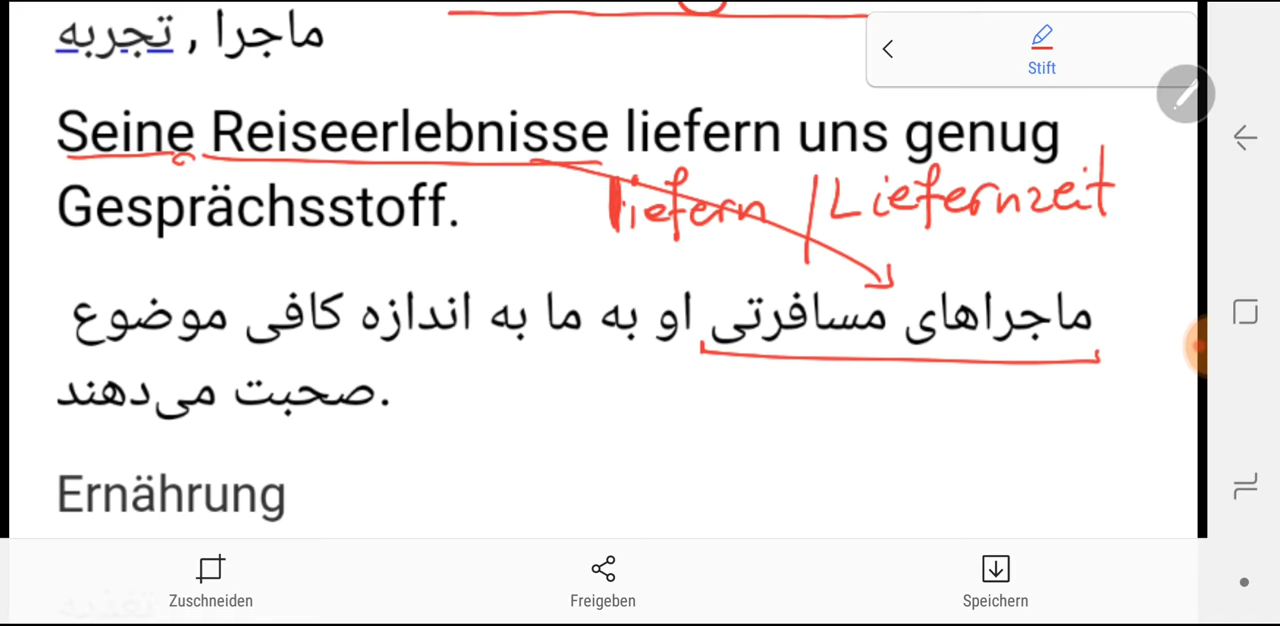 ماجرا , تجربه
Stift
Seine Reiseerlebnisse liefern uns genug
Gesprächsstoff.
liefern / Liefernzeit
ماجراهای مسافرتی او به ما به اندازه کافی موضوع
صحبت می‌دهند.
Ernährung
Zuschneiden
Freigeben
Speichern